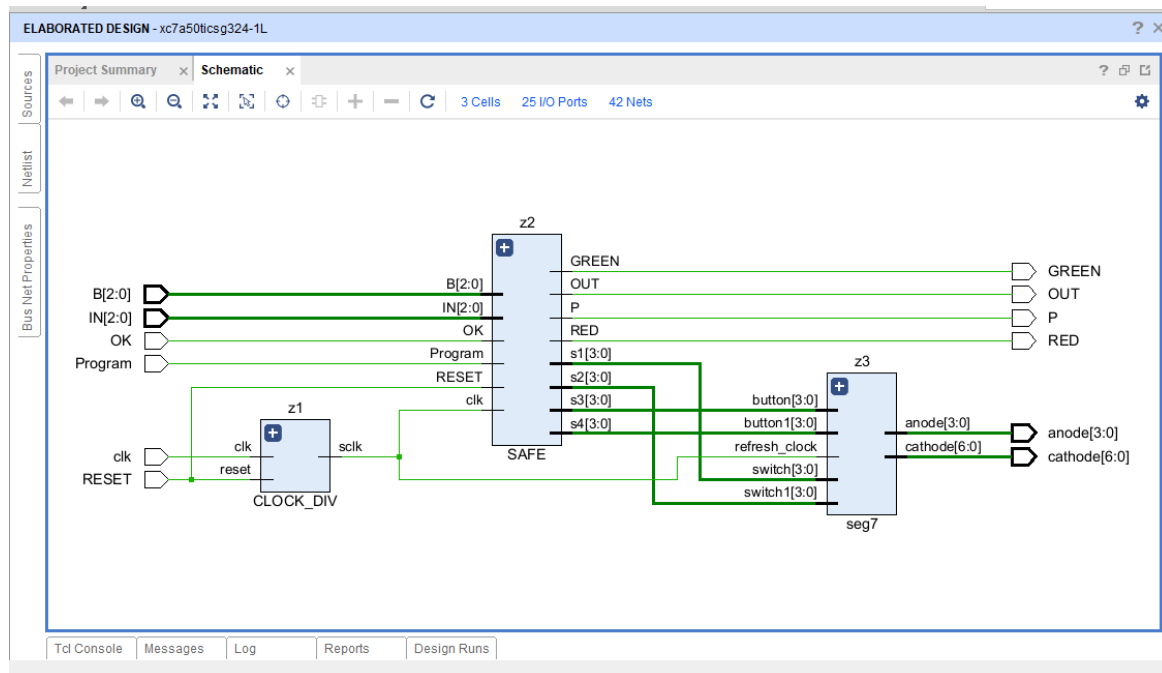 ELABORATED DESIGN - xc7a50ticsg324-1L ? ×
Sources
Netlist
Bus Net Properties
Project Summary × Schematic × ?
3 Cells 25 I/O Ports 42 Nets
z2
GREEN
OUT
P
RED
s1[3:0]
s2[3:0]
s3[3:0]
s4[3:0]
B[2:0]
IN[2:0]
OK
Program
RESET
clk
SAFE
B[2:0]
IN[2:0]
OK
Program
clk
RESET
z1
clk
reset
sclk
CLOCK_DIV
GREEN
OUT
P
RED
z3
button[3:0]
button1[3:0]
refresh_clock
switch[3:0]
switch1[3:0]
anode[3:0]
cathode[6:0]
seg7
anode[3:0]
cathode[6:0]
Tcl Console Messages Log Reports Design Runs